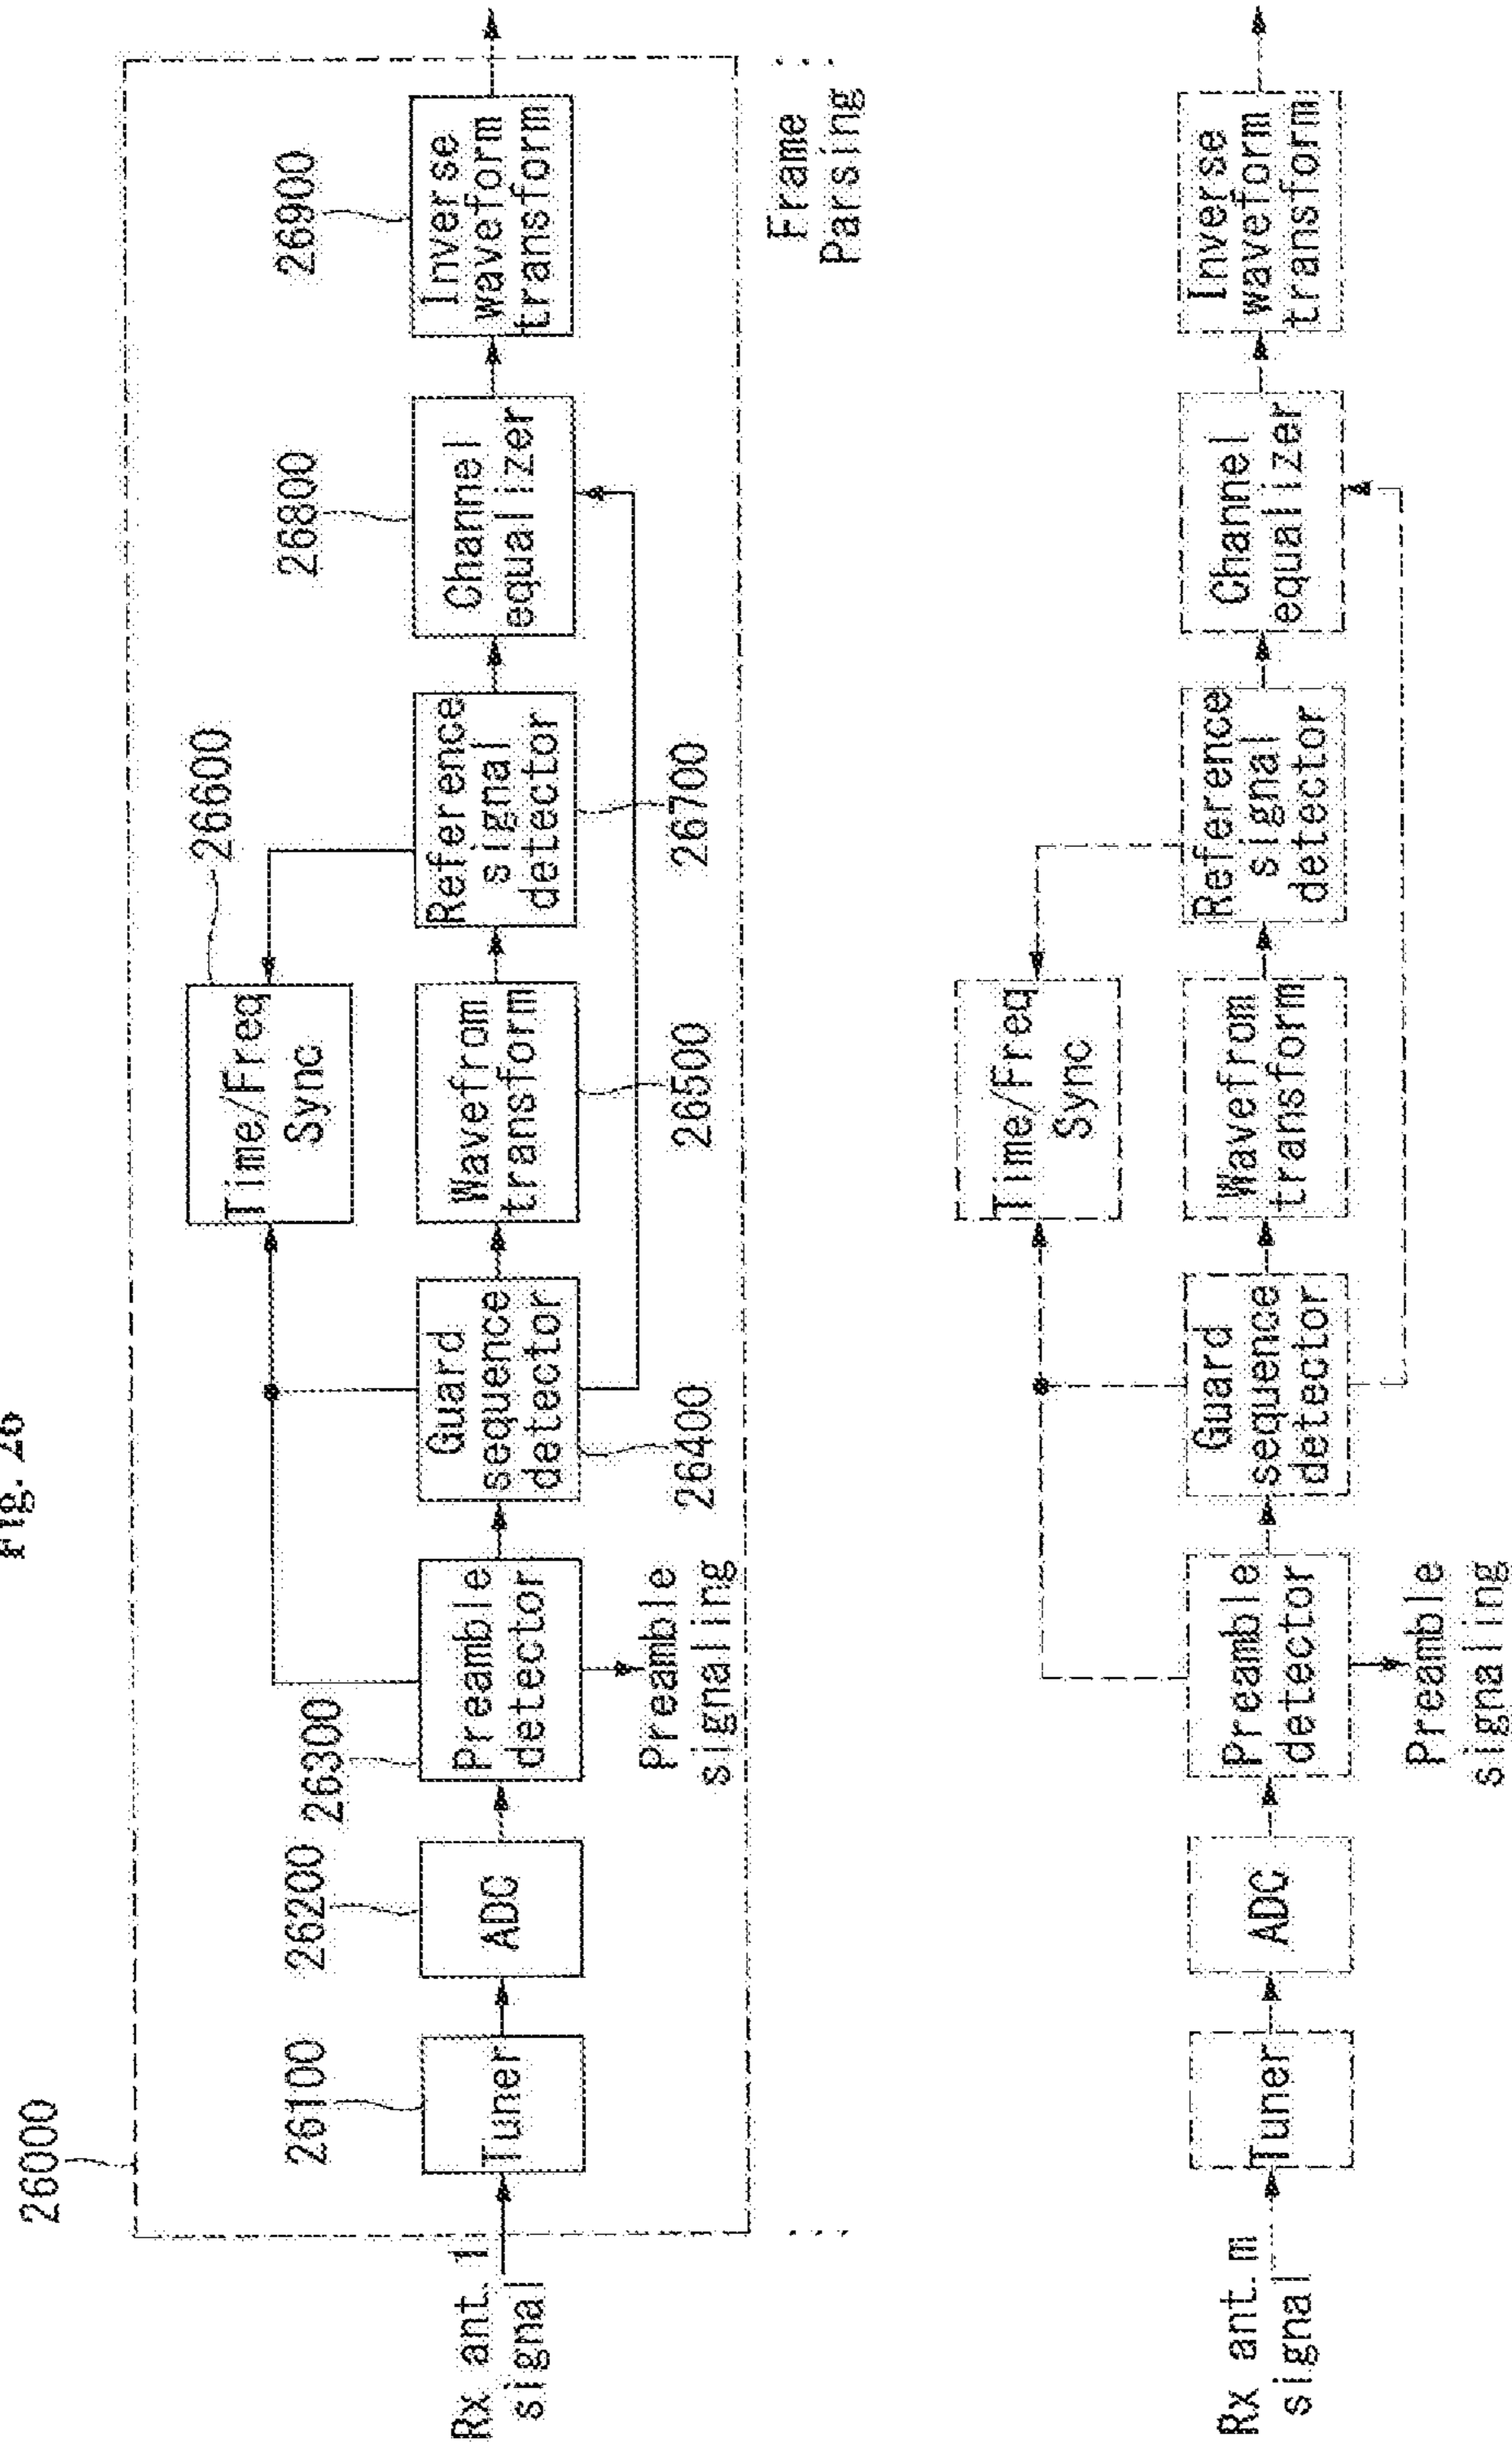 Fig. 26
26000
26100
26200
26300
26600
26800
26900
Rx ant. 1
signal
Tuner
ADC
Preamble
detector
Guard
sequence
detector
Time/Freq
Sync
Wavefrom
transform
Reference
signal
detector
Channel
equalizer
Inverse
waveform
transform
26400
26500
26700
Preamble
signaling
Frame
Parsing
Rx ant.m
signal
Tuner
ADC
Preamble
detector
Guard
sequence
detector
Time/Freq
Sync
Wavefrom
transform
Reference
signal
detector
Channel
equalizer
Inverse
waveform
transform
Preamble
signaling